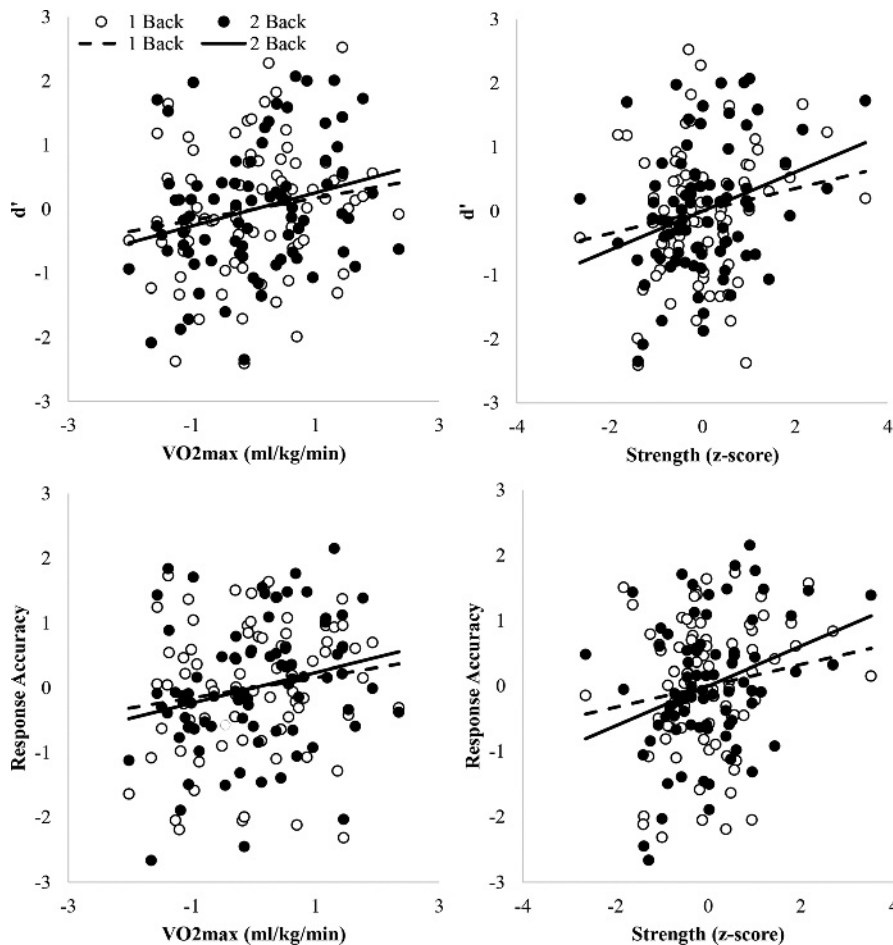 1 Back 2 Back
1 Back 2 Back
3
2
1
0
-1
-2
-3
d'
-3 -1 1 3
VO2max (ml/kg/min)
3
2
1
0
-1
-2
-3
d'
-4 -2 0 2 4
Strength (z-score)
3
2
1
0
-1
-2
-3
Response Accuracy
-3 -1 1 3
VO2max (ml/kg/min)
3
2
1
0
-1
-2
-3
Response Accuracy
-4 -2 0 2 4
Strength (z-score)